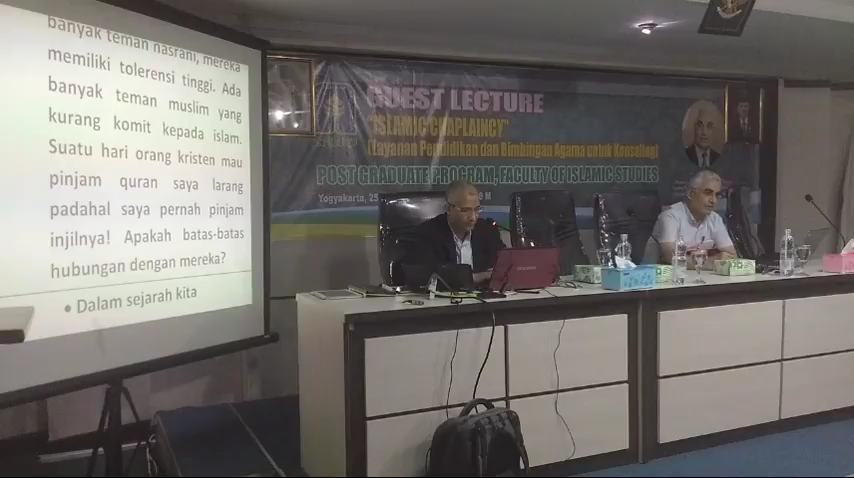 banyak teman nasrani, mereka
memiliki tolerensi tinggi. Ada
banyak teman muslim yang
kurang komit kepada islam.
Suatu hari orang kristen mau
pinjam quran saya larang
padahal saya pernah pinjam
injilnya! Apakah batas-batas
hubungan dengan mereka?
• Dalam sejarah kita
GUEST LECTURE
"ISLAMIC CHAPLAINCY"
(Layanan Pendidikan dan Bimbingan Agama untuk Konseling)
POST GRADUATE PROGRAM, FACULTY OF ISLAMIC STUDIES
Yogyakarta, 25
M